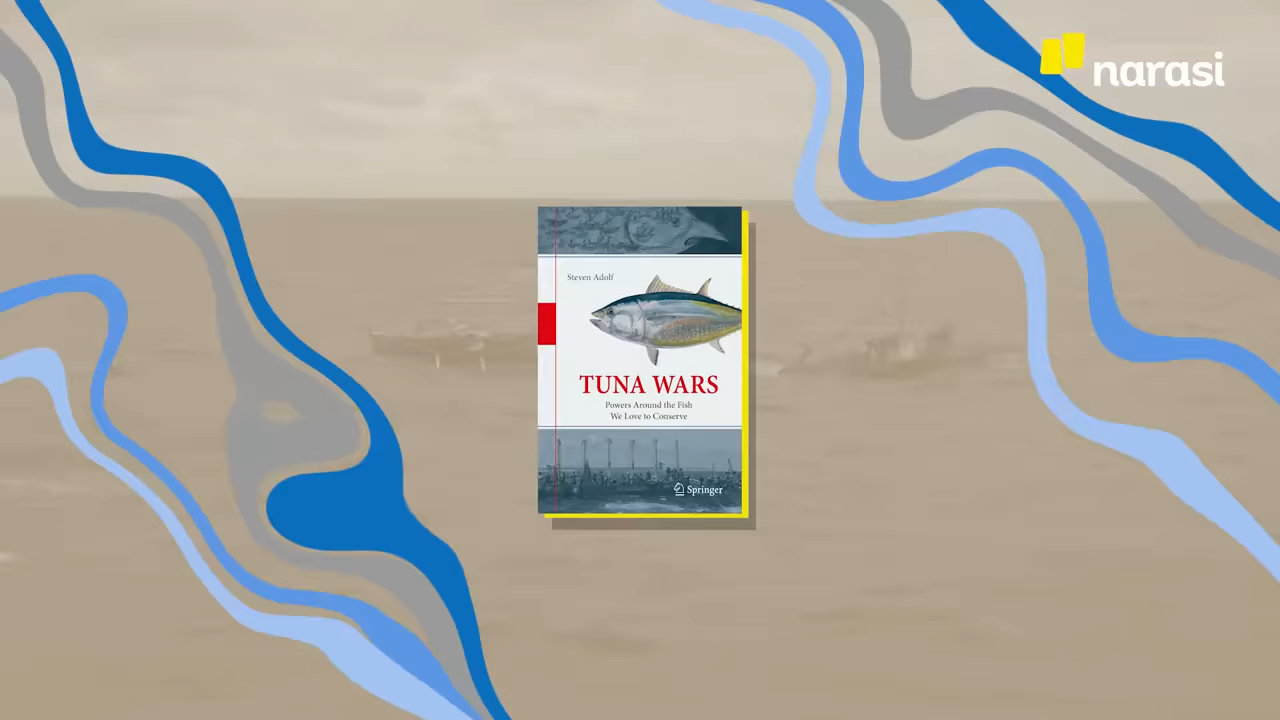 narasi
Steven Adolf
TUNA WARS
Powers Around the Fish
We Love to Conserve
Springer